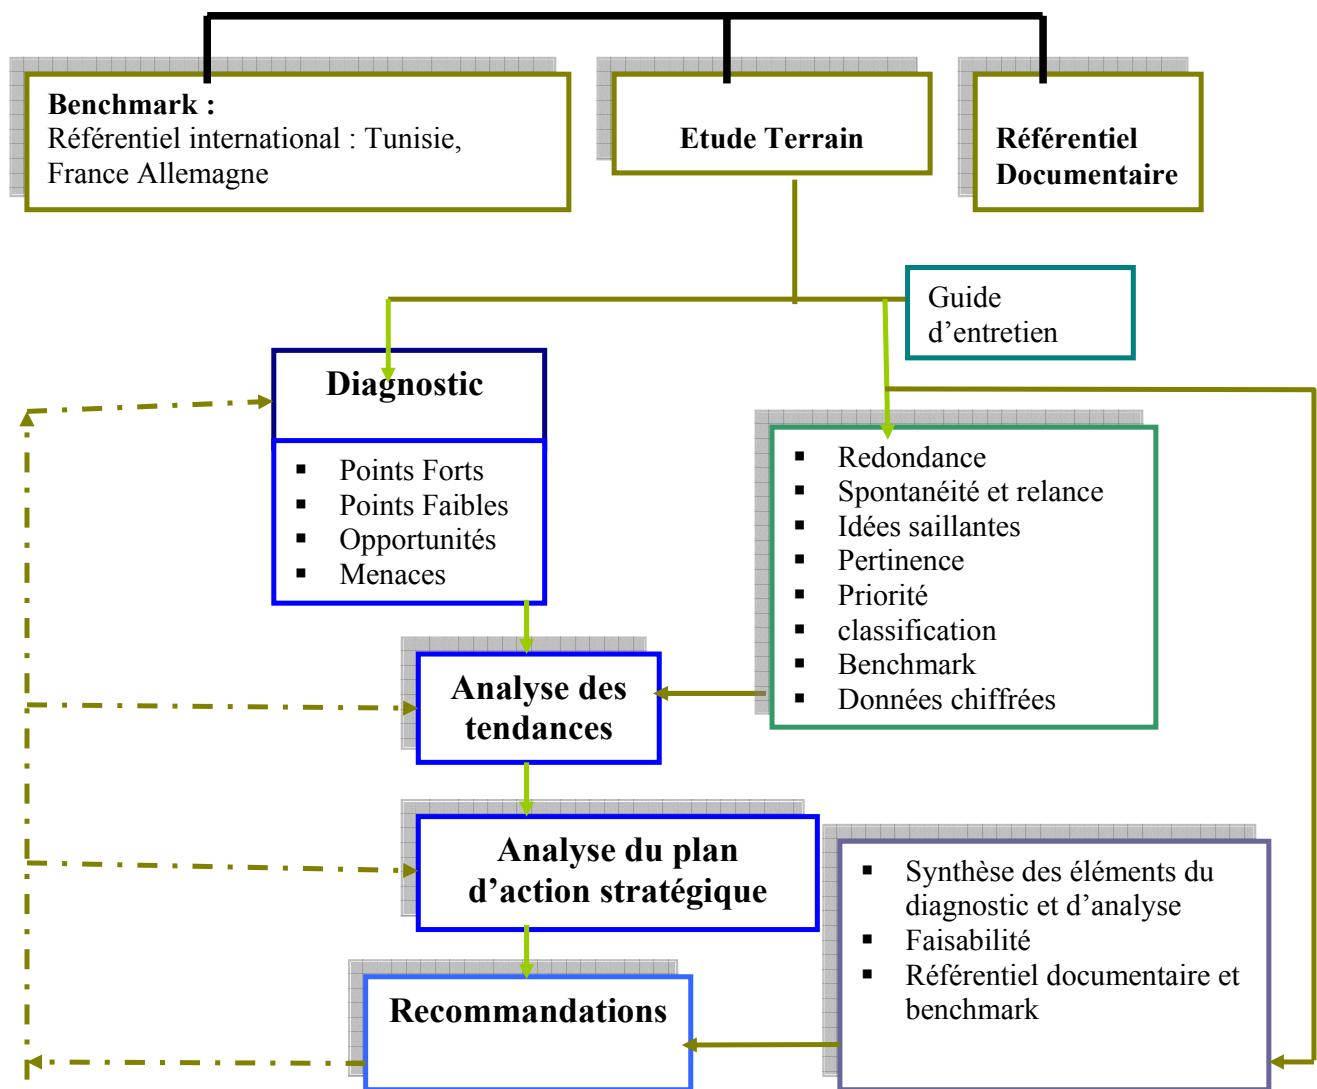 Benchmark :
Référentiel international : Tunisie,
France Allemagne
Etude Terrain
Référentiel
Documentaire
Guide
d’entretien
Diagnostic
▪ Points Forts
▪ Points Faibles
▪ Opportunités
▪ Menaces
▪ Redondance
▪ Spontanéité et relance
▪ Idées saillantes
▪ Pertinence
▪ Priorité
▪ classification
▪ Benchmark
▪ Données chiffrées
Analyse des
tendances
Analyse du plan
d’action stratégique
▪ Synthèse des éléments du
diagnostic et d’analyse
▪ Faisabilité
▪ Référentiel documentaire et
benchmark
Recommandations